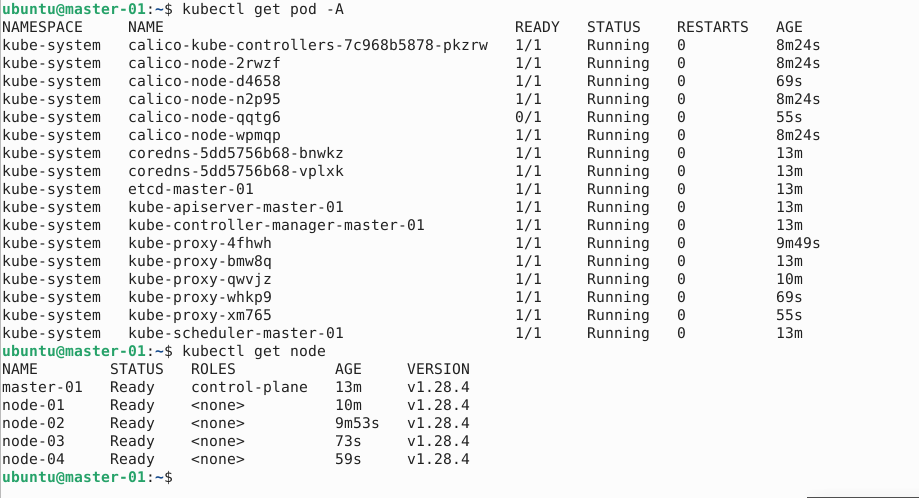 ubuntu@master-01:~$ kubectl get pod -A
NAMESPACE     NAME                                       READY   STATUS    RESTARTS   AGE
kube-system   calico-kube-controllers-7c968b5878-pkzrw   1/1     Running   0          8m24s
kube-system   calico-node-2rwzf                          1/1     Running   0          8m24s
kube-system   calico-node-d4658                          1/1     Running   0          69s
kube-system   calico-node-n2p95                          1/1     Running   0          8m24s
kube-system   calico-node-qqtg6                          0/1     Running   0          55s
kube-system   calico-node-wpmqp                          1/1     Running   0          8m24s
kube-system   coredns-5dd5756b68-bnwkz                   1/1     Running   0          13m
kube-system   coredns-5dd5756b68-vplxk                   1/1     Running   0          13m
kube-system   etcd-master-01                             1/1     Running   0          13m
kube-system   kube-apiserver-master-01                   1/1     Running   0          13m
kube-system   kube-controller-manager-master-01          1/1     Running   0          13m
kube-system   kube-proxy-4fhwh                           1/1     Running   0          9m49s
kube-system   kube-proxy-bmw8q                           1/1     Running   0          13m
kube-system   kube-proxy-qwvjz                           1/1     Running   0          10m
kube-system   kube-proxy-whkp9                           1/1     Running   0          69s
kube-system   kube-proxy-xm765                           1/1     Running   0          55s
kube-system   kube-scheduler-master-01                   1/1     Running   0          13m
ubuntu@master-01:~$ kubectl get node
NAME        STATUS   ROLES           AGE     VERSION
master-01   Ready    control-plane   13m     v1.28.4
node-01     Ready    <none>          10m     v1.28.4
node-02     Ready    <none>          9m53s   v1.28.4
node-03     Ready    <none>          73s     v1.28.4
node-04     Ready    <none>          59s     v1.28.4
ubuntu@master-01:~$